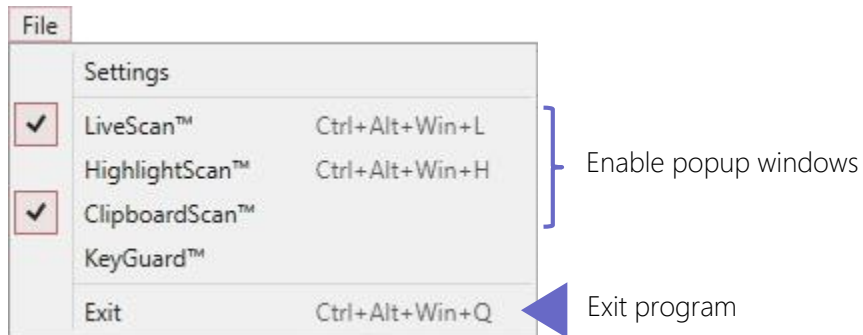 File
Settings
LiveScan™ Ctrl+Alt+Win+L
HighlightScan™ Ctrl+Alt+Win+H
Enable popup windows
ClipboardScan™
KeyGuard™
Exit Ctrl+Alt+Win+Q
Exit program